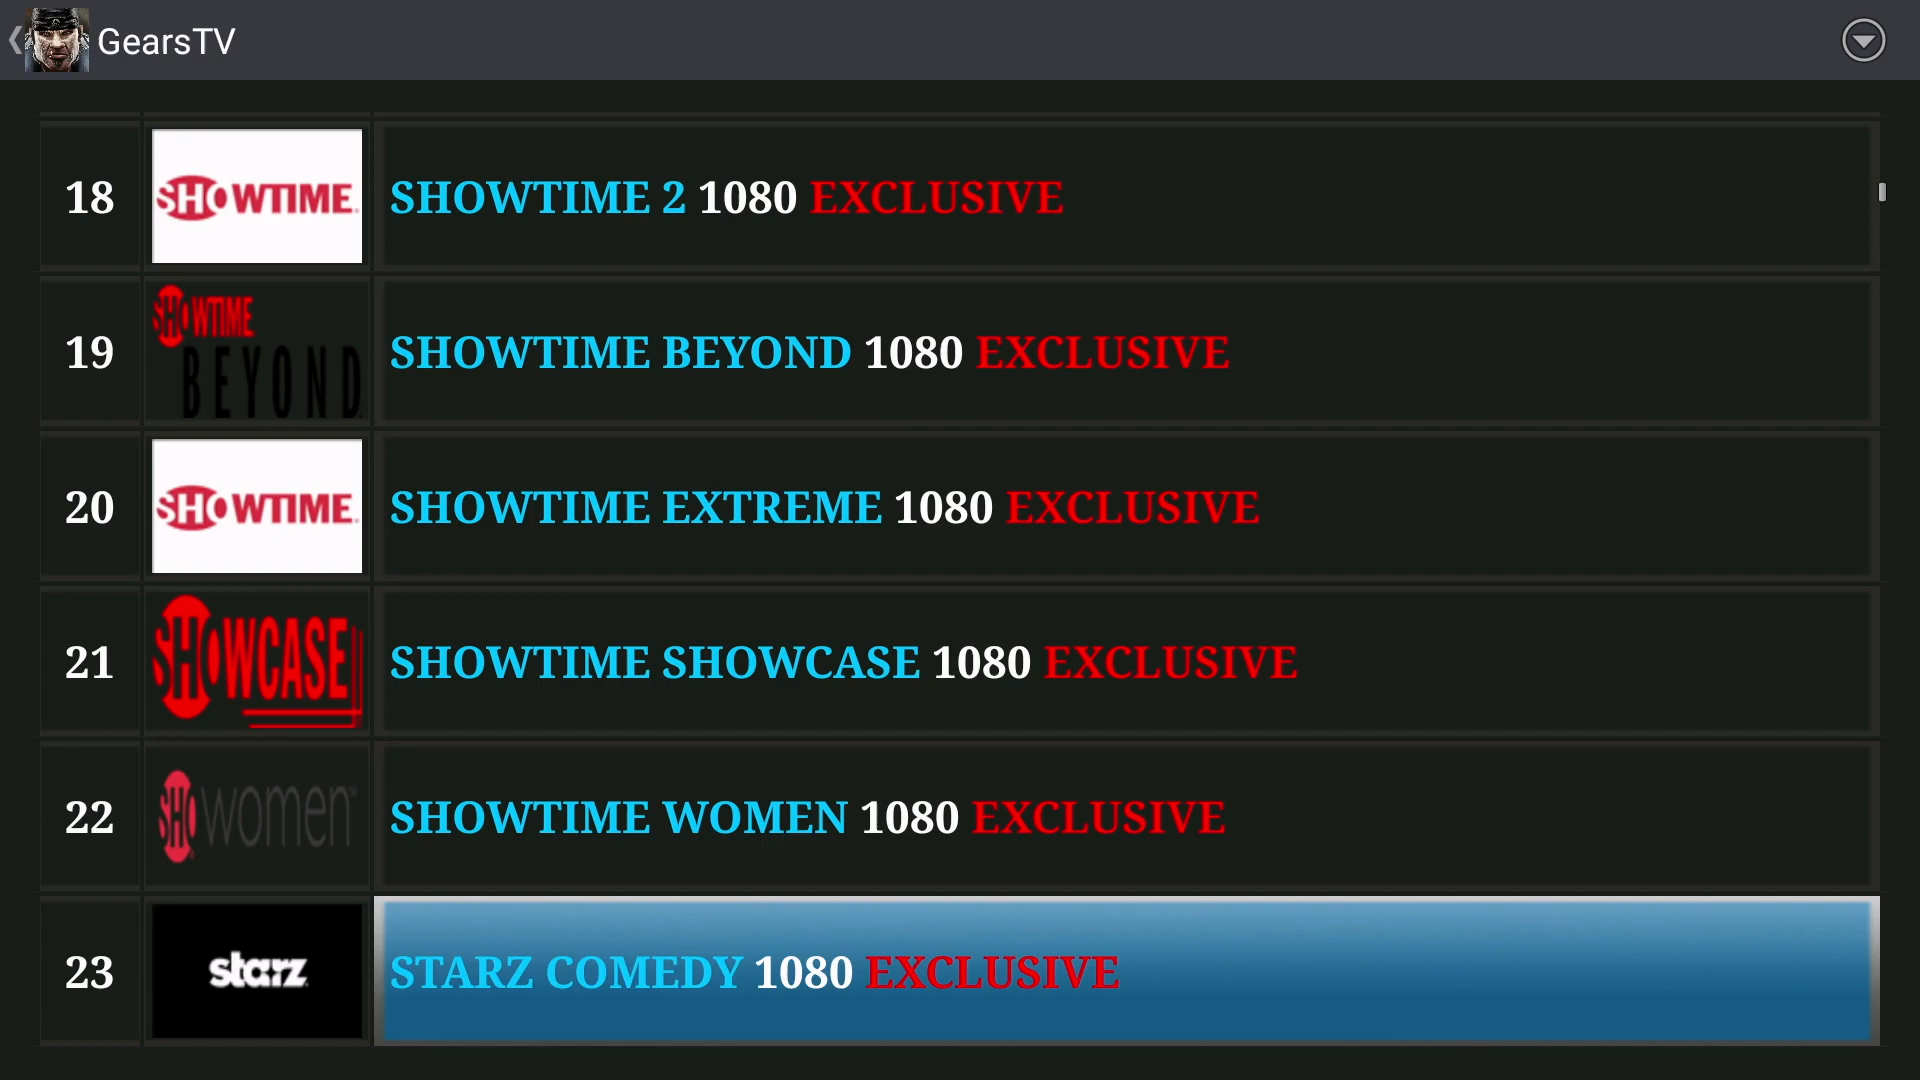 GearsTV
18 SHOWTIME. SHOWTIME 2 1080 EXCLUSIVE
19 SHOWTIME BEYOND SHOWTIME BEYOND 1080 EXCLUSIVE
20 SHOWTIME. SHOWTIME EXTREME 1080 EXCLUSIVE
21 SHOWCASE SHOWTIME SHOWCASE 1080 EXCLUSIVE
22 SHO women SHOWTIME WOMEN 1080 EXCLUSIVE
23 starz STARZ COMEDY 1080 EXCLUSIVE